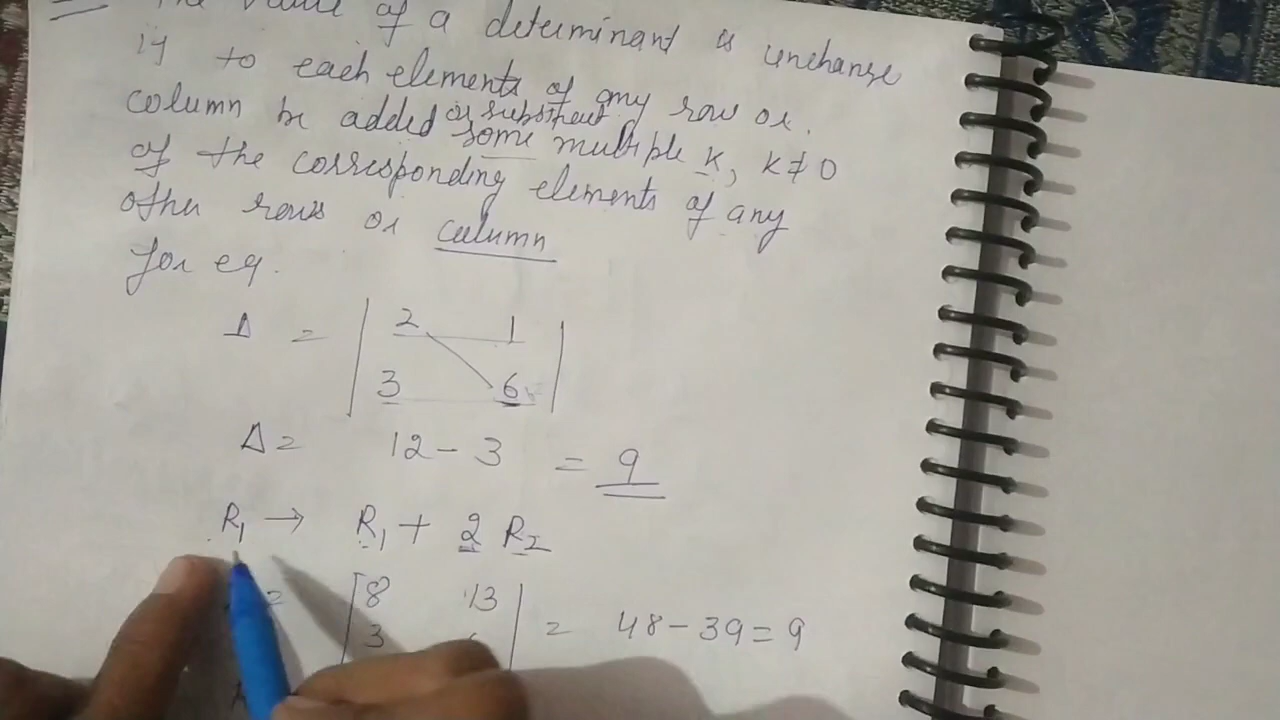 The value of a determinant is unchange
if to each elements of any row or
column be added or substract some multiple K, K≠0
of the corresponding elements of any
other rows or column
for eg.
Δ = | 2 1 |
| 3 6 |
Δ = 12 - 3 = 9
R1 → R1 + 2 R2
= | 8 13 | = 48 - 39 = 9
| 3